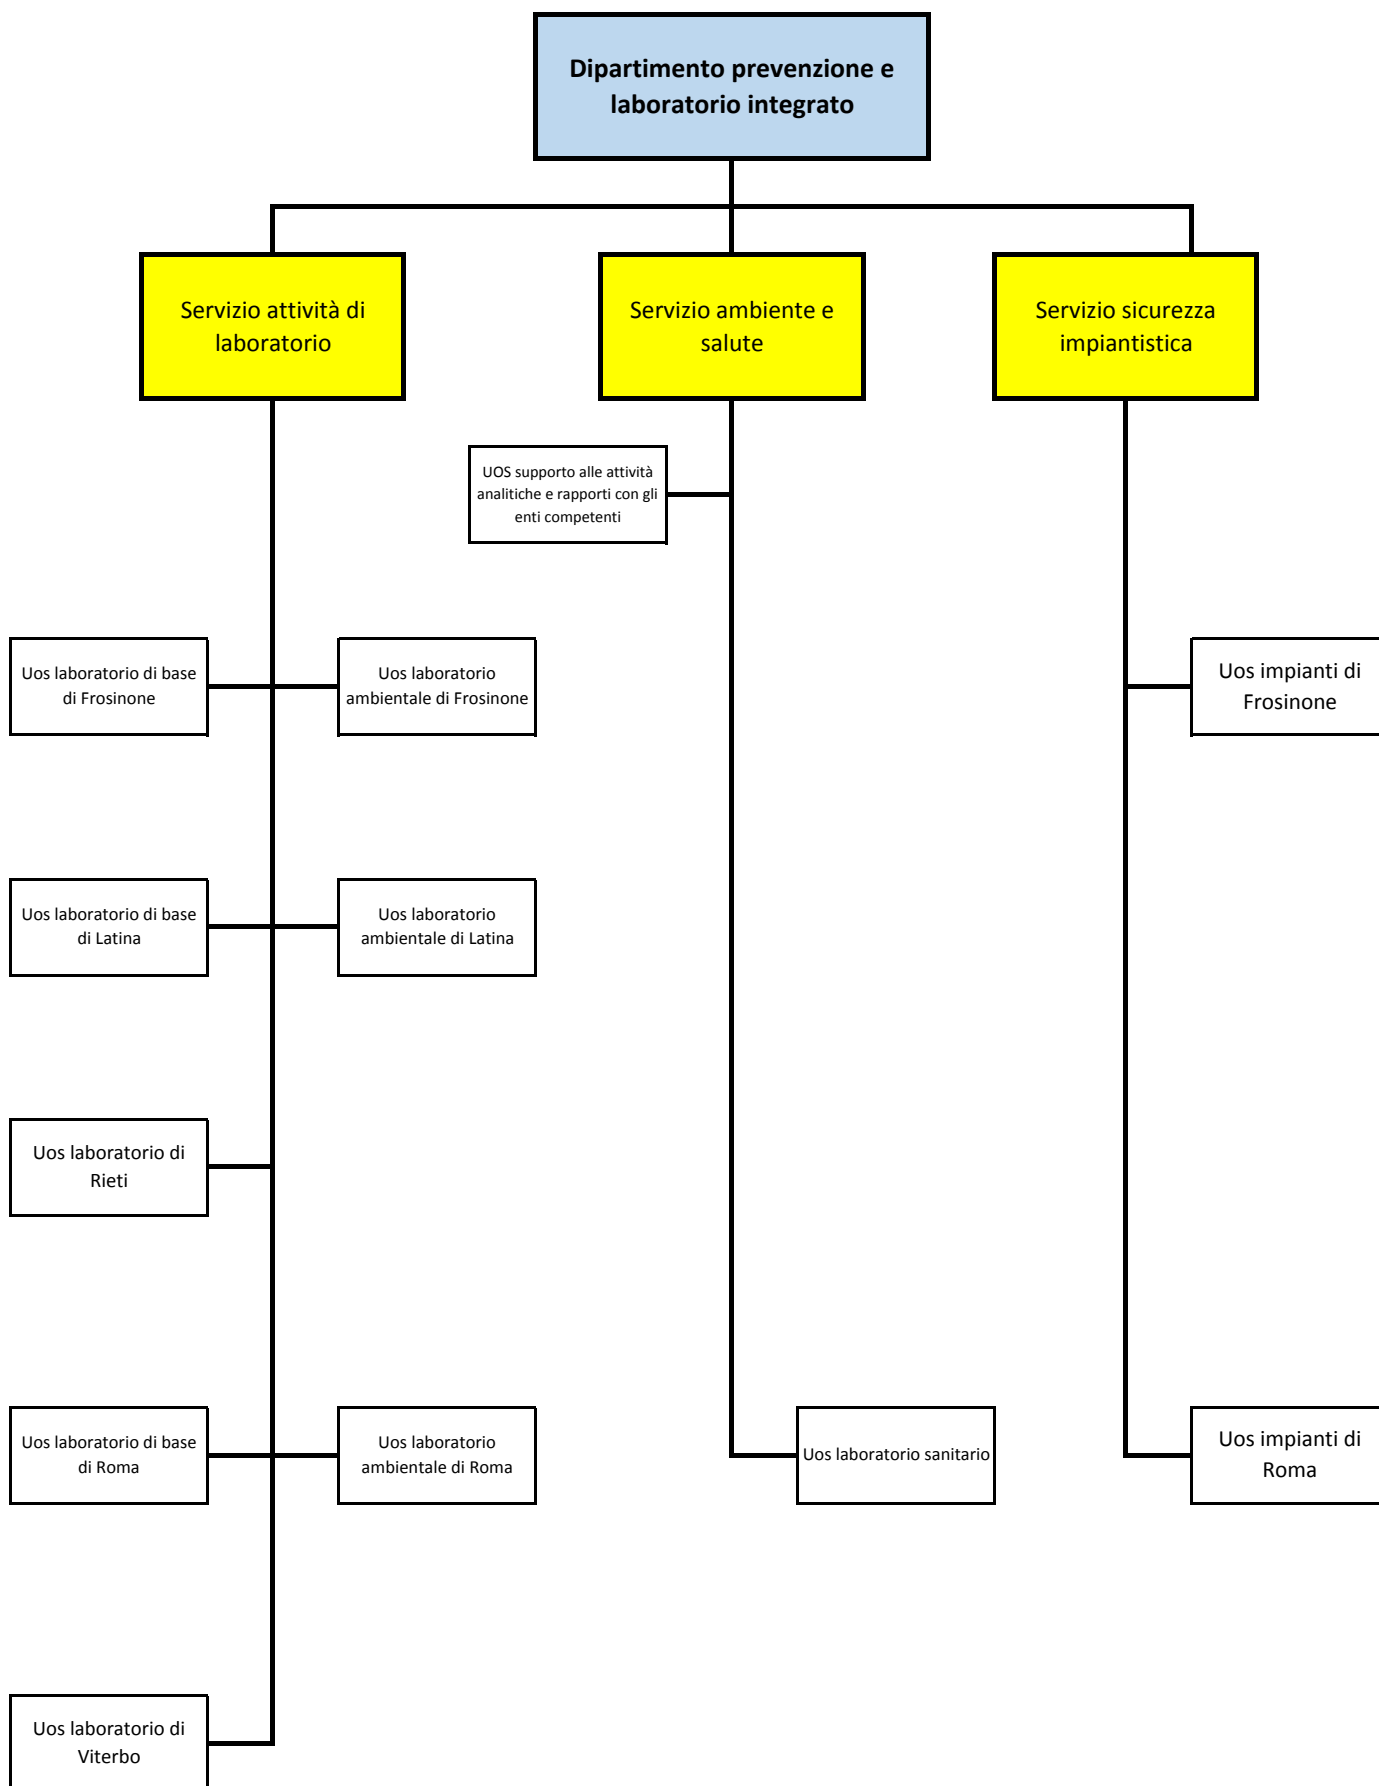 Dipartimento prevenzione e
laboratorio integrato
Servizio attività di
laboratorio
Servizio ambiente e
salute
Servizio sicurezza
impiantistica
UOS supporto alle attività
analitiche e rapporti con gli
enti competenti
Uos laboratorio di base
di Frosinone
Uos laboratorio
ambientale di Frosinone
Uos impianti di
Frosinone
Uos laboratorio di base
di Latina
Uos laboratorio
ambientale di Latina
Uos laboratorio di
Rieti
Uos laboratorio di base
di Roma
Uos laboratorio
ambientale di Roma
Uos laboratorio sanitario
Uos impianti di
Roma
Uos laboratorio di
Viterbo